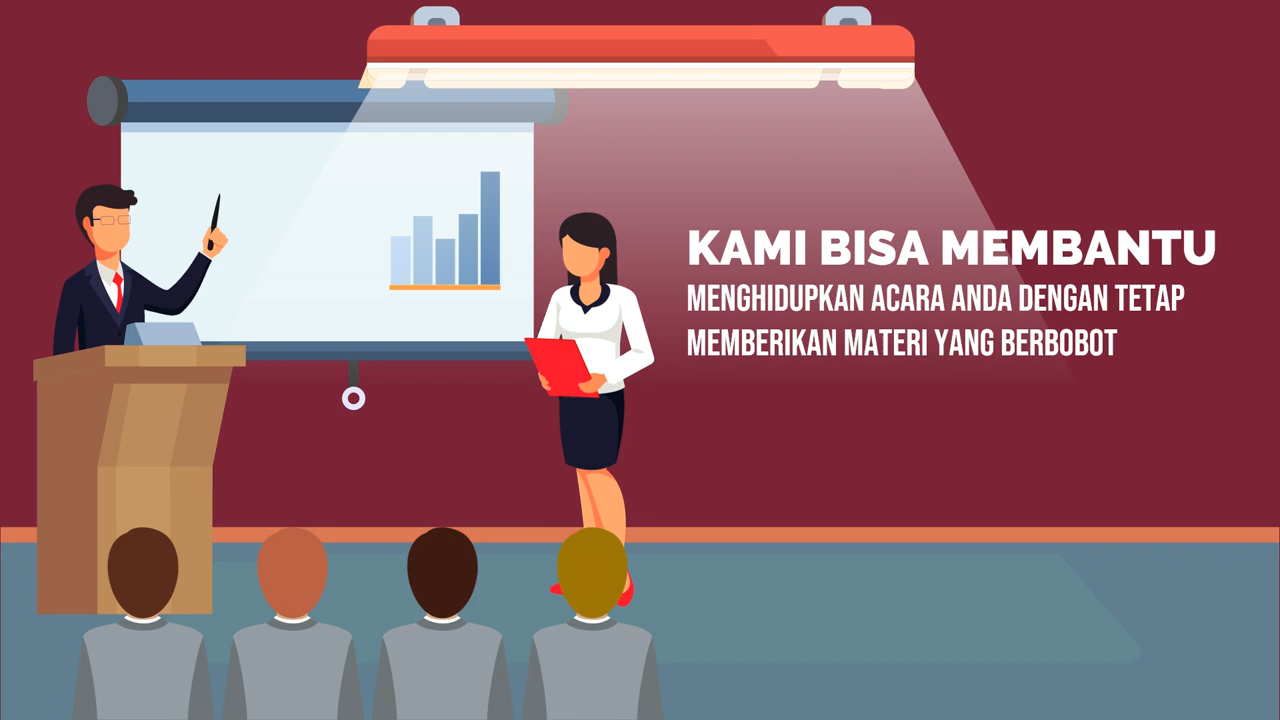 KAMI BISA MEMBANTU
MENGHIDUPKAN ACARA ANDA DENGAN TETAP
MEMBERIKAN MATERI YANG BERBOBOT